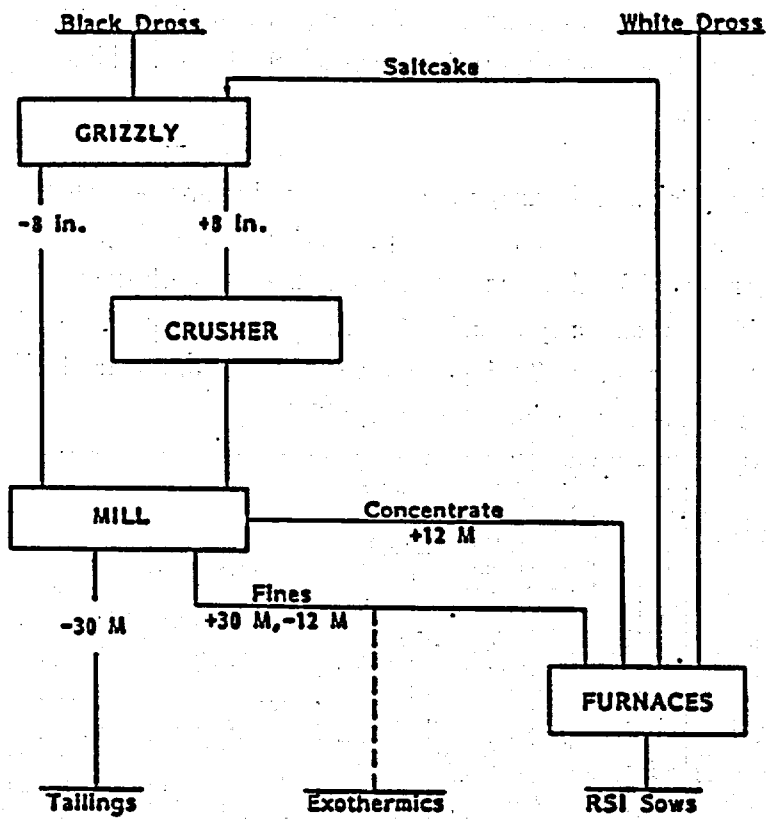 Black Dross
White Dross
Saltcake
GRIZZLY
-8 in.
+8 in.
CRUSHER
MILL
Concentrate
+12 M
Fines
+30 M,-12 M
-30 M
FURNACES
Tailings
Exothermics
RSI Sows